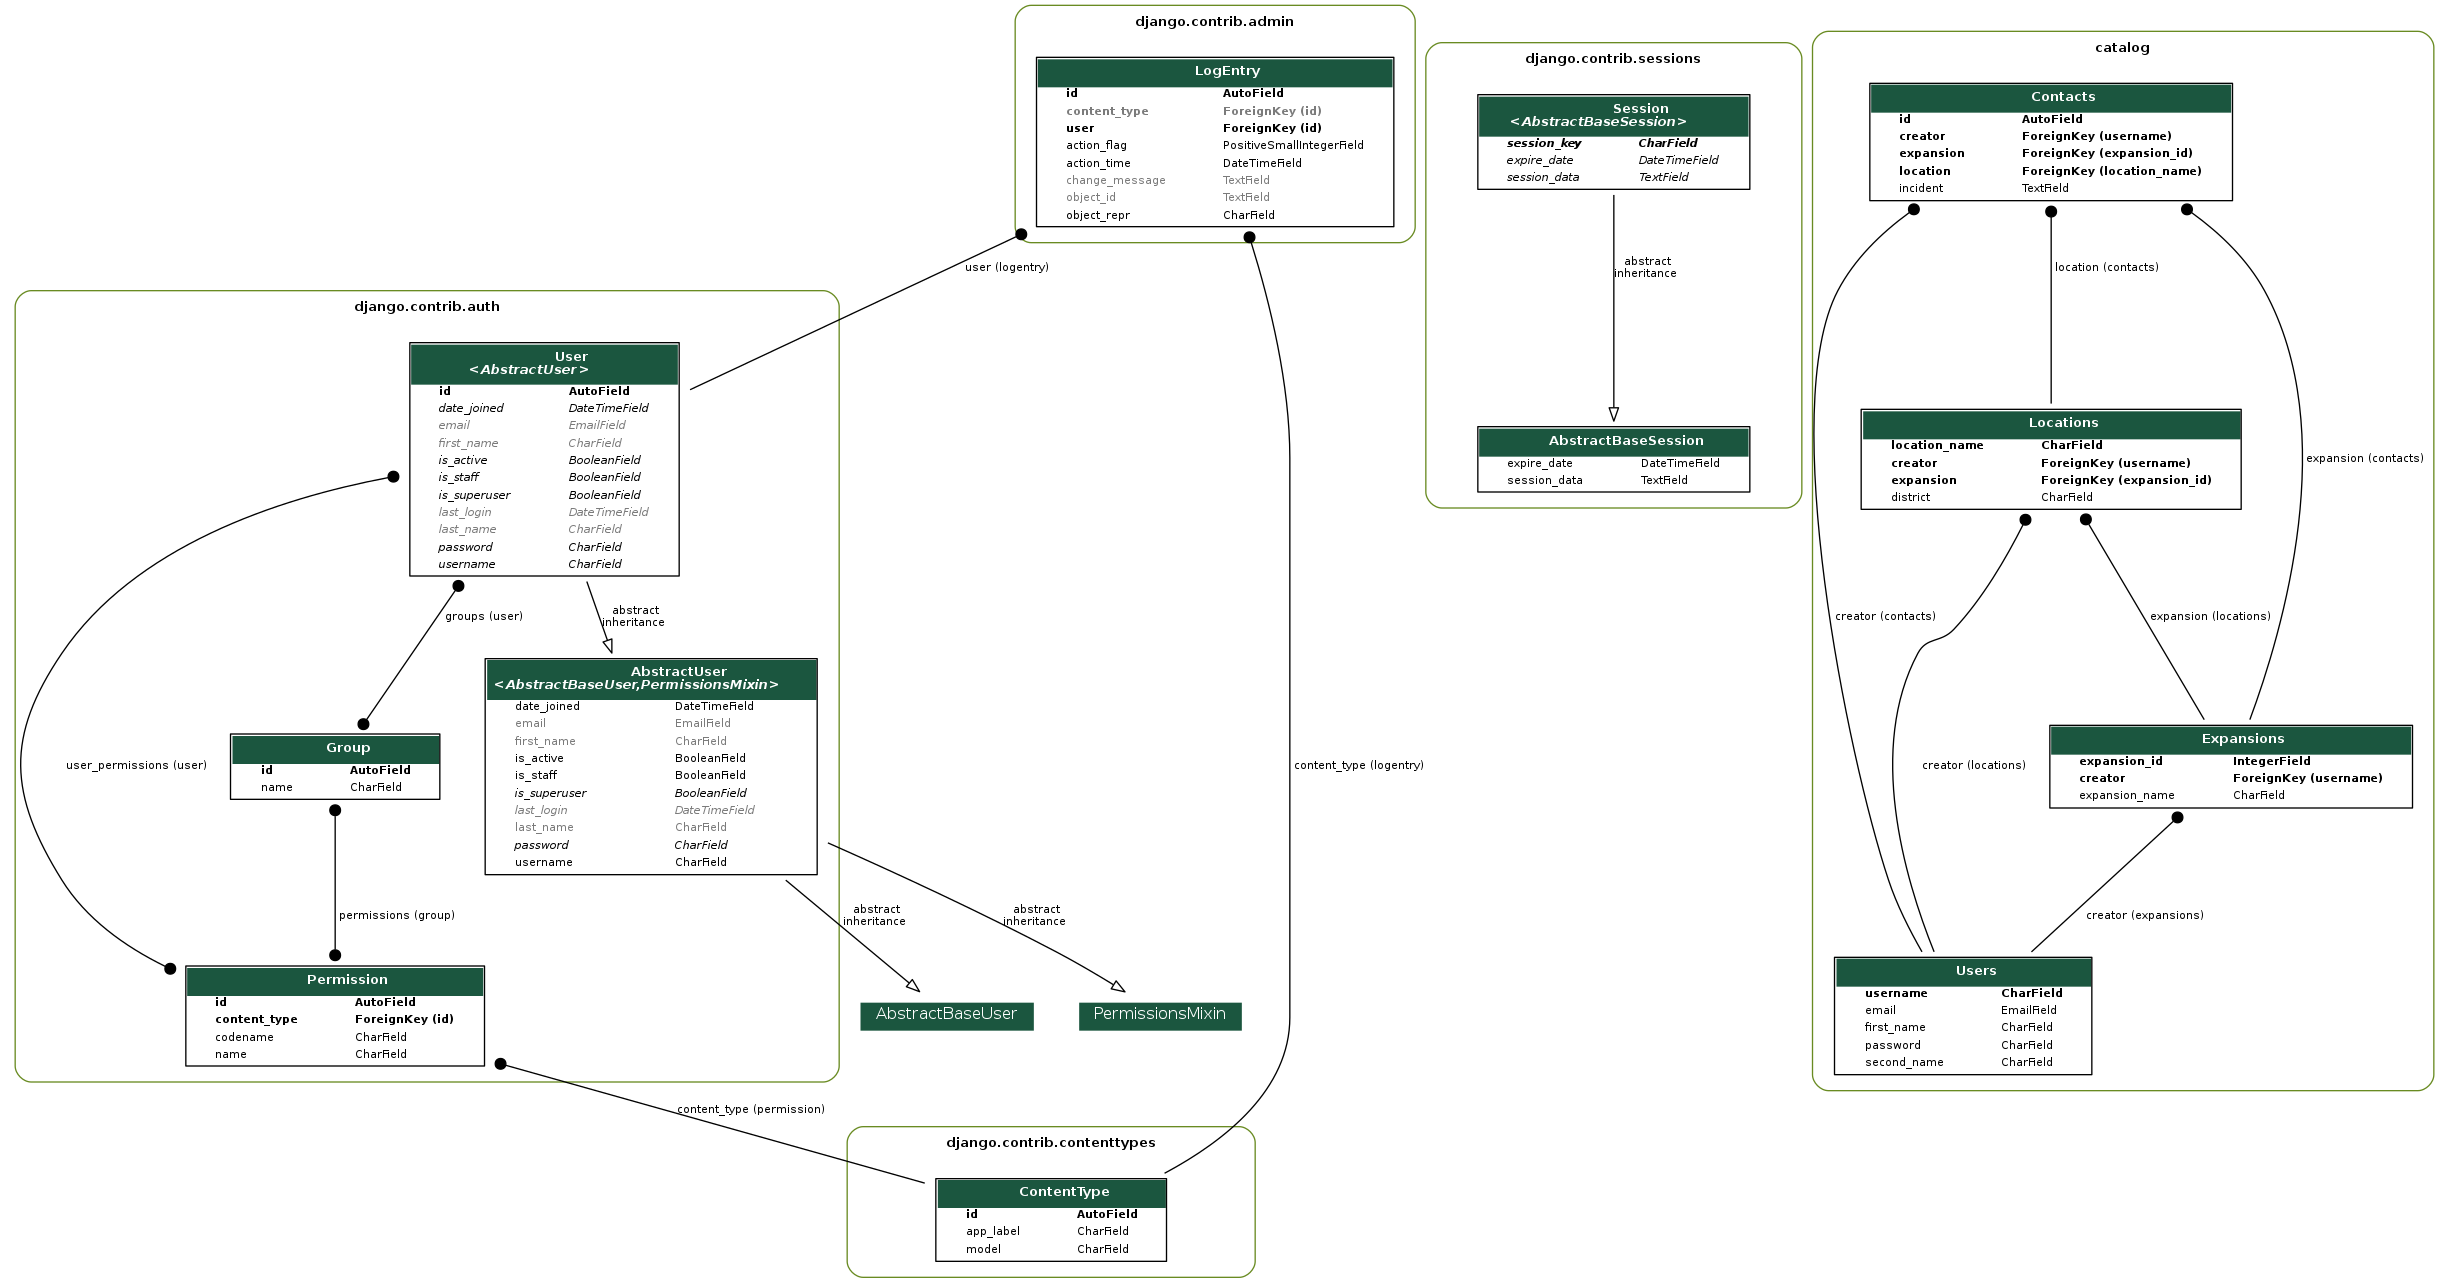 django.contrib.admin
LogEntry
id AutoField
content_type ForeignKey (id)
user ForeignKey (id)
action_flag PositiveSmallIntegerField
action_time DateTimeField
change_message TextField
object_id TextField
object_repr CharField
user (logentry)
content_type (logentry)
django.contrib.sessions
Session
<AbstractBaseSession>
session_key CharField
expire_date DateTimeField
session_data TextField
abstract
inheritance
AbstractBaseSession
expire_date DateTimeField
session_data TextField
catalog
Contacts
id AutoField
creator ForeignKey (username)
expansion ForeignKey (expansion_id)
location ForeignKey (location_name)
incident TextField
location (contacts)
Locations
location_name CharField
creator ForeignKey (username)
expansion ForeignKey (expansion_id)
district CharField
expansion (contacts)
creator (contacts)
expansion (locations)
creator (locations)
Expansions
expansion_id IntegerField
creator ForeignKey (username)
expansion_name CharField
creator (expansions)
Users
username CharField
email EmailField
first_name CharField
password CharField
second_name CharField
django.contrib.auth
User
<AbstractUser>
id AutoField
date_joined DateTimeField
email EmailField
first_name CharField
is_active BooleanField
is_staff BooleanField
is_superuser BooleanField
last_login DateTimeField
last_name CharField
password CharField
username CharField
groups (user)
abstract
inheritance
AbstractUser
<AbstractBaseUser,PermissionsMixin>
date_joined DateTimeField
email EmailField
first_name CharField
is_active BooleanField
is_staff BooleanField
is_superuser BooleanField
last_login DateTimeField
last_name CharField
password CharField
username CharField
Group
id AutoField
name CharField
user_permissions (user)
permissions (group)
Permission
id AutoField
content_type ForeignKey (id)
codename CharField
name CharField
abstract
inheritance
abstract
inheritance
AbstractBaseUser
PermissionsMixin
content_type (permission)
django.contrib.contenttypes
ContentType
id AutoField
app_label CharField
model CharField